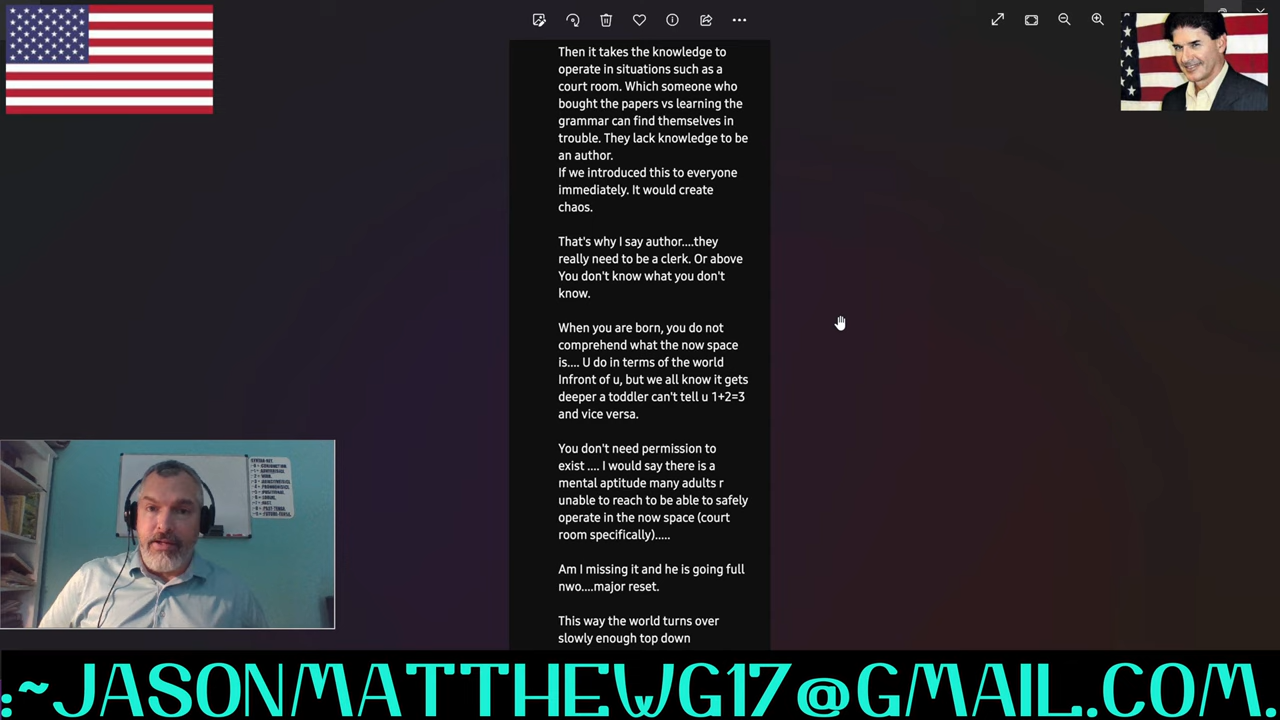 Then it takes the knowledge to
operate in situations such as a
court room. Which someone who
bought the papers vs learning the
grammar can find themselves in
trouble. They lack knowledge to be
an author.
If we introduced this to everyone
immediately. It would create
chaos.
That's why I say author....they
really need to be a clerk. Or above
You don't know what you don't
know.
When you are born, you do not
comprehend what the now space
is.... U do in terms of the world
Infront of u, but we all know it gets
deeper a toddler can't tell u 1+2=3
and vice versa.
You don't need permission to
exist .... I would say there is a
mental aptitude many adults r
unable to reach to be able to safely
operate in the now space (court
room specifically).....
Am I missing it and he is going full
nwo....major reset.
This way the world turns over
slowly enough top down
:~JASONMATTHEWG17@GMAIL.COM.